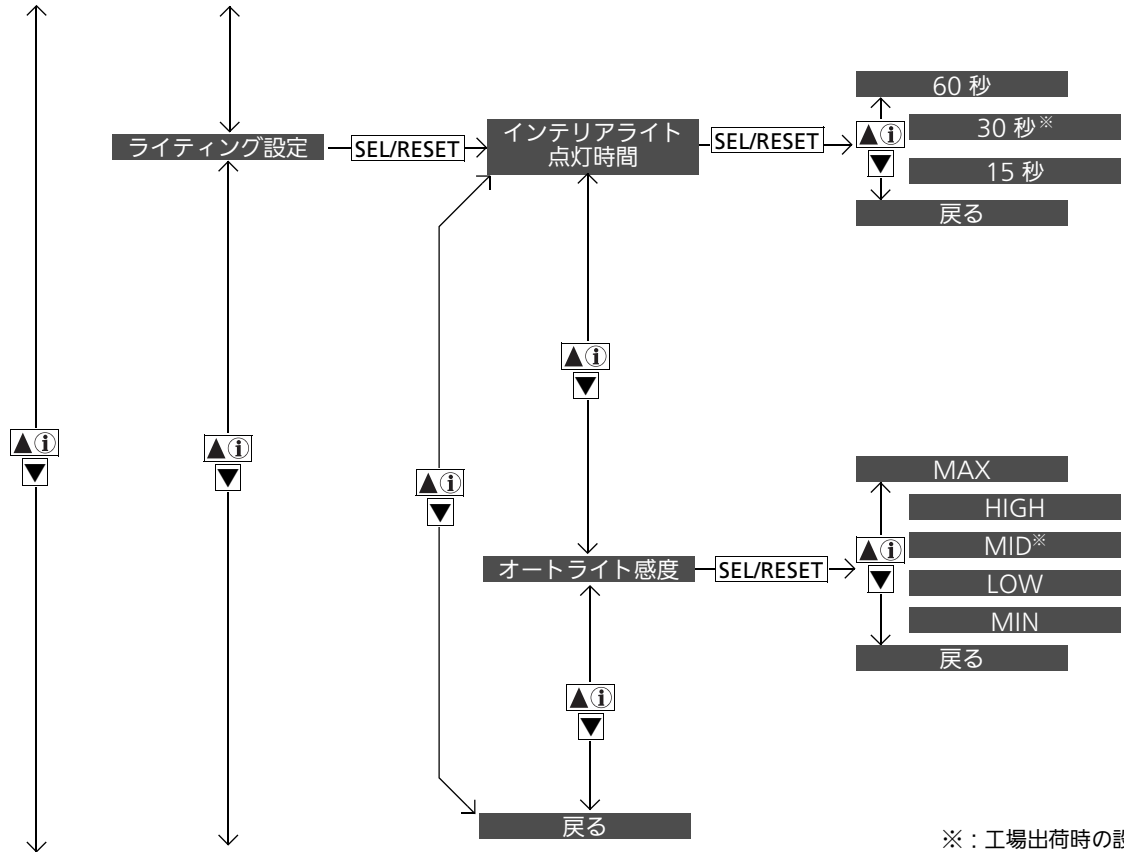 60 秒
30 秒※
15 秒
戻る
ライティング設定
SEL/RESET
インテリアライト
点灯時間
SEL/RESET
▲ⓘ
▼
▲ⓘ
▼
▲ⓘ
▼
▲ⓘ
▼
▲ⓘ
▼
MAX
HIGH
MID※
LOW
MIN
戻る
オートライト感度
SEL/RESET
▲ⓘ
▼
▲ⓘ
▼
戻る
※：工場出荷時の設